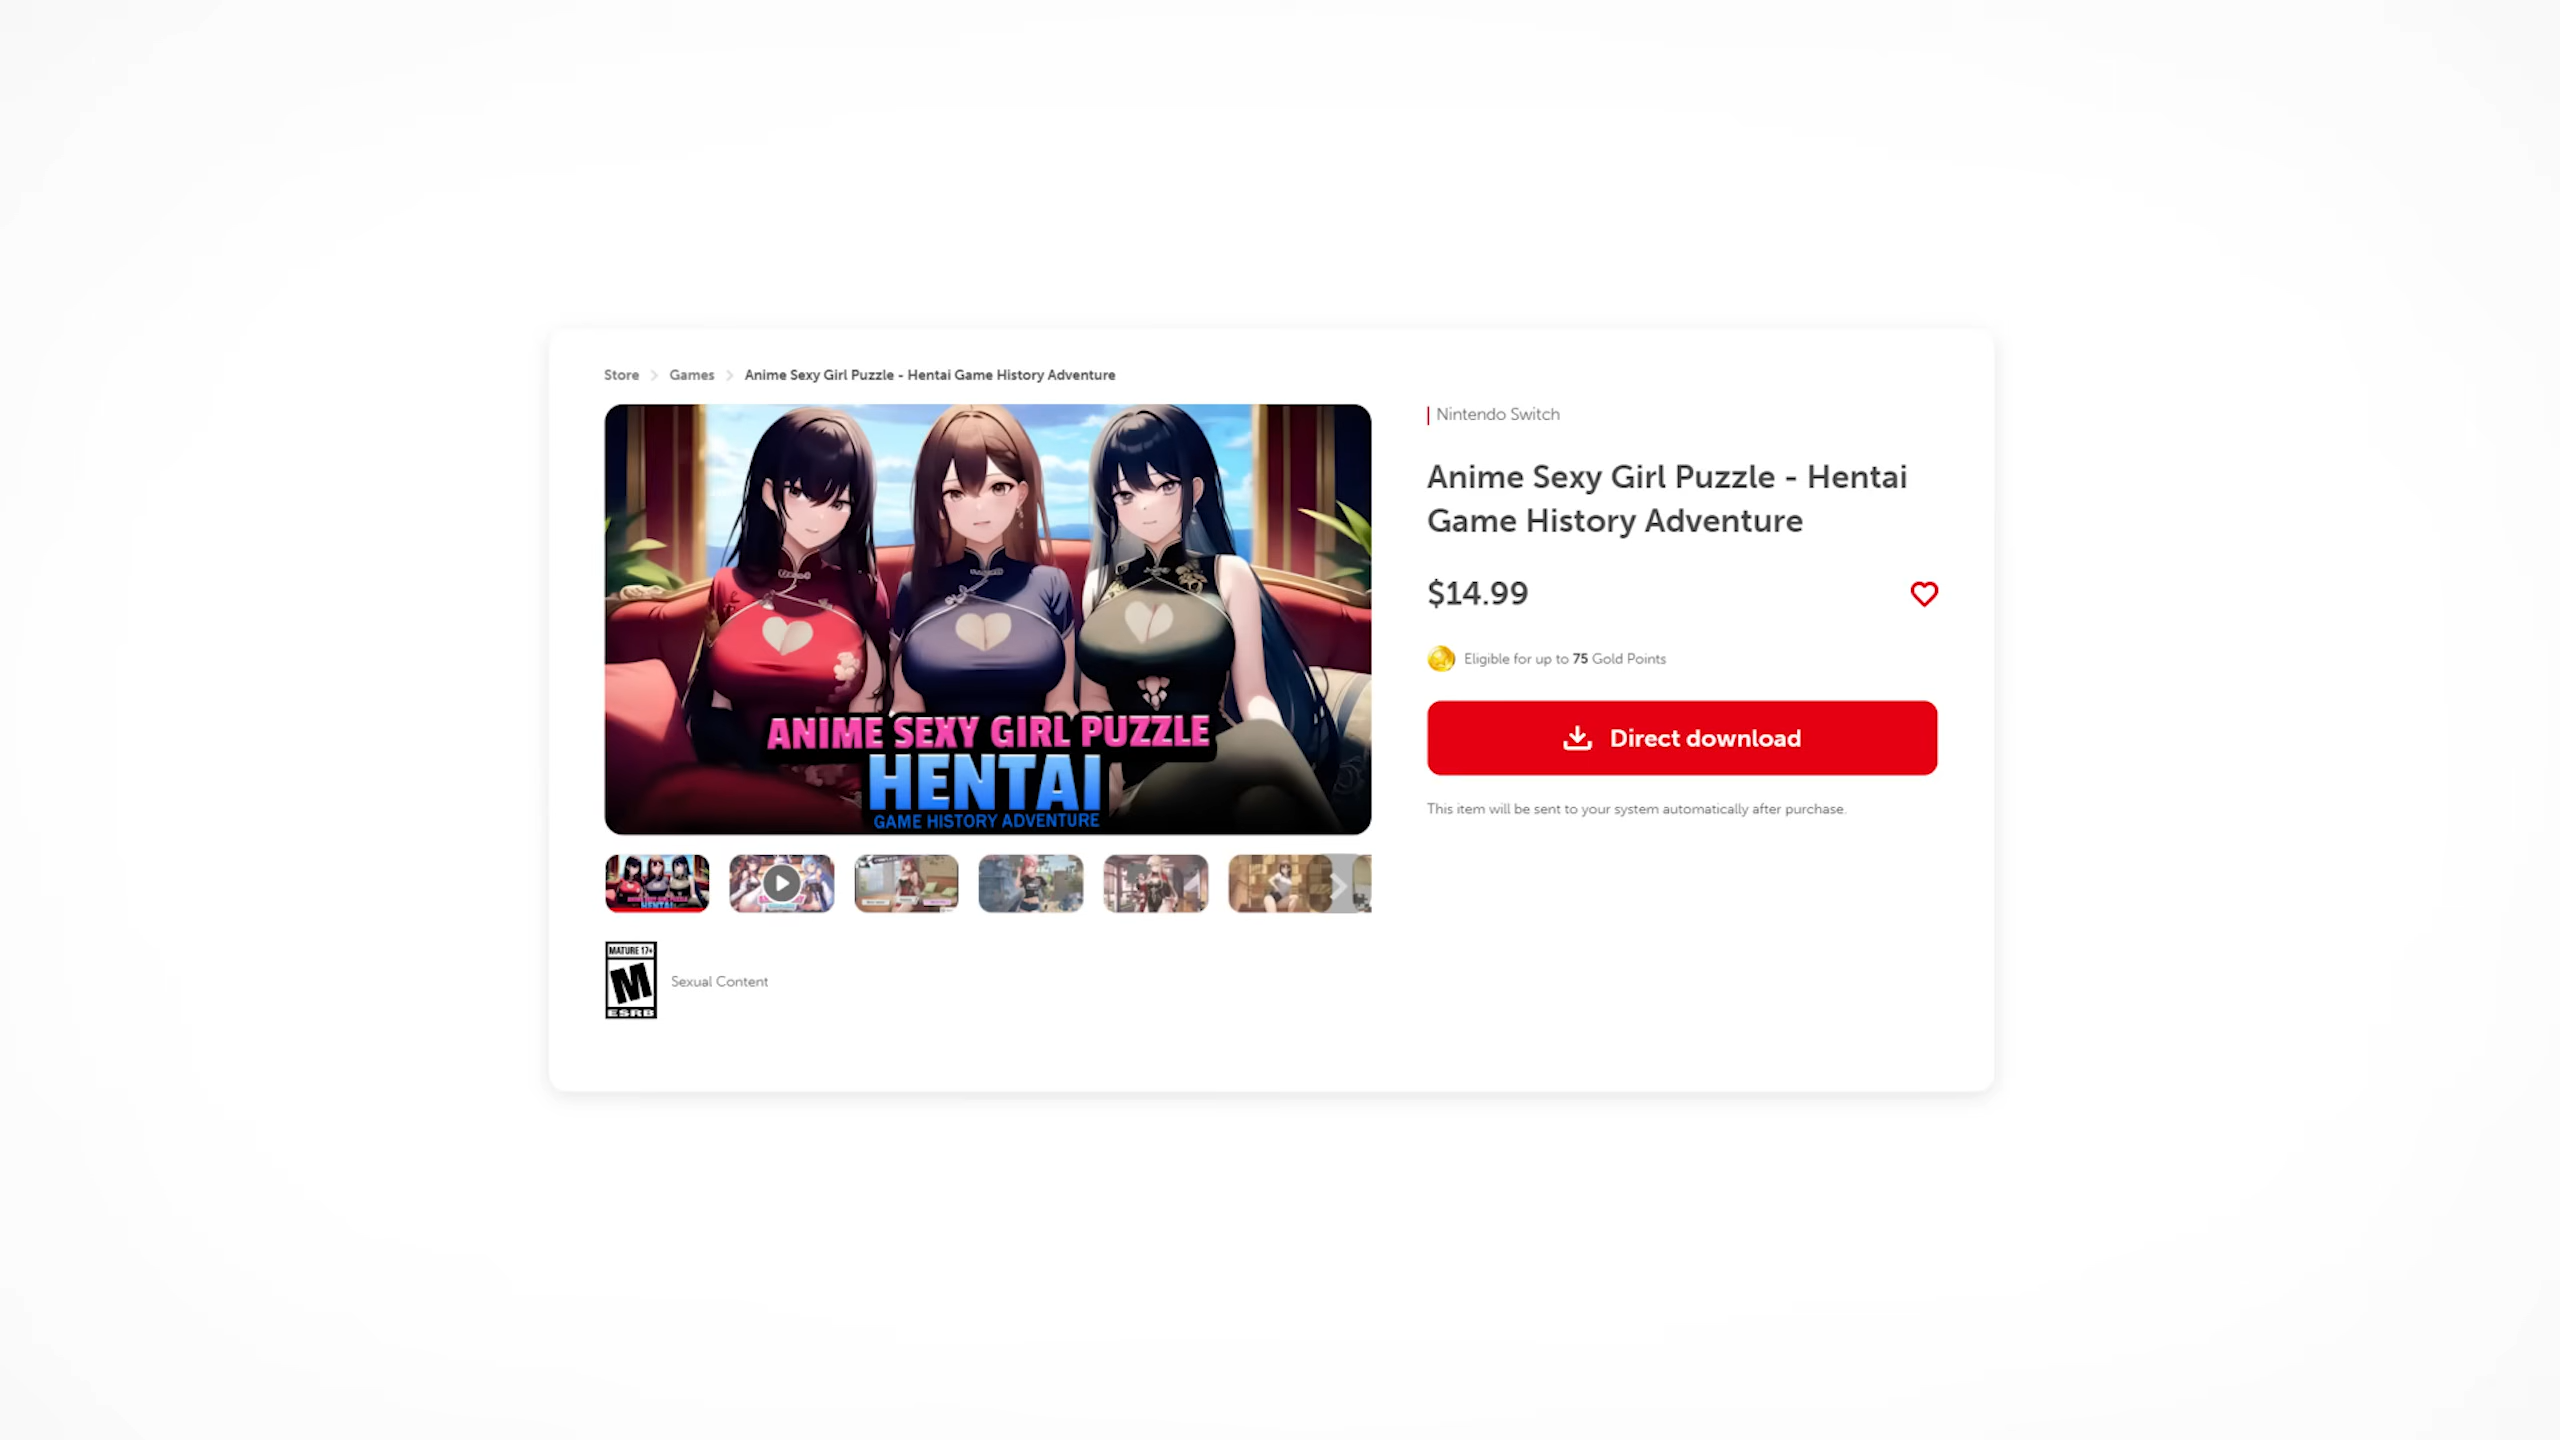 Store > Games > Anime Sexy Girl Puzzle - Hentai Game History Adventure
ANIME SEXY GIRL PUZZLE
HENTAI
GAME HISTORY ADVENTURE
MATURE 17+
M
ESRB
Sexual Content
Nintendo Switch
Anime Sexy Girl Puzzle - Hentai
Game History Adventure
$14.99
Eligible for up to 75 Gold Points
Direct download
This item will be sent to your system automatically after purchase.